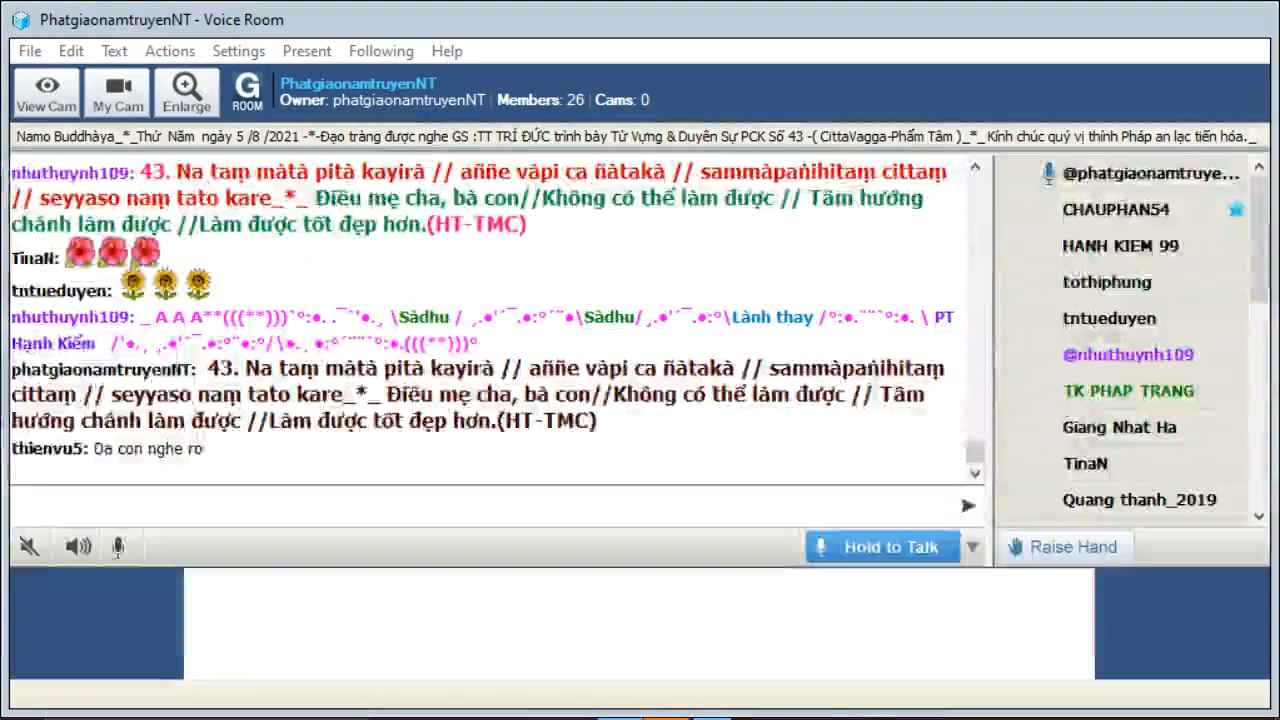 PhatgiaonamtruyenNT - Voice Room
File Edit Text Actions Settings Present Following Help
View Cam My Cam Enlarge G ROOM
PhatgiaonamtruyenNT
Owner: phatgiaonamtruyenNT | Members: 26 | Cams: 0
Namo Buddhàya_*_Thứ Năm ngày 5 /8 /2021 -*-Đạo tràng được nghe GS :TT TRÍ ĐỨC trình bày Từ Vựng & Duyên Sự PCK Số 43 -( CittaVagga-Phẩm Tâm )_*_Kính chúc quý vị thính Pháp an lạc tiến hóa._
nhuthuynh109: 43. Na taṃ màtà pità kayirà // aññe vàpi ca ñàtakà // sammàpaṅihitaṃ cittaṃ
// seyyaso naṃ tato kare_*_ Điều mẹ cha, bà con//Không có thể làm được // Tâm hướng
chánh làm được //Làm được tốt đẹp hơn.(HT-TMC)
TinaN:
tntueduyen:
nhuthuynh109: _ A A A**(((**)))`°:•. .¯`'•.¸ \Sàdhu / ¸.•'´¯.•:°´¨•\Sàdhu/¸.•'´¯.•:°\Lành thay /°:•.¨¨`°:•. \ PT
Hạnh Kiểm /'•.¸ ¸.•'´¯.•:°¨•:°/\•.¸ •:°´¨¨`°:•.(((**)))°
phatgiaonamtruyenNT: 43. Na taṃ màtà pità kayirà // aññe vàpi ca ñàtakà // sammàpaṅihitaṃ
cittaṃ // seyyaso naṃ tato kare_*_ Điều mẹ cha, bà con//Không có thể làm được // Tâm
hướng chánh làm được //Làm được tốt đẹp hơn.(HT-TMC)
thienvu5: Da con nghe ro
Hold to Talk
@phatgiaonamtruye...
CHAUPHAN54
HANH KIEM 99
tothiphung
tntueduyen
@nhuthuynh109
TK PHAP TRANG
Giang Nhat Ha
TinaN
Quang thanh_2019
Raise Hand